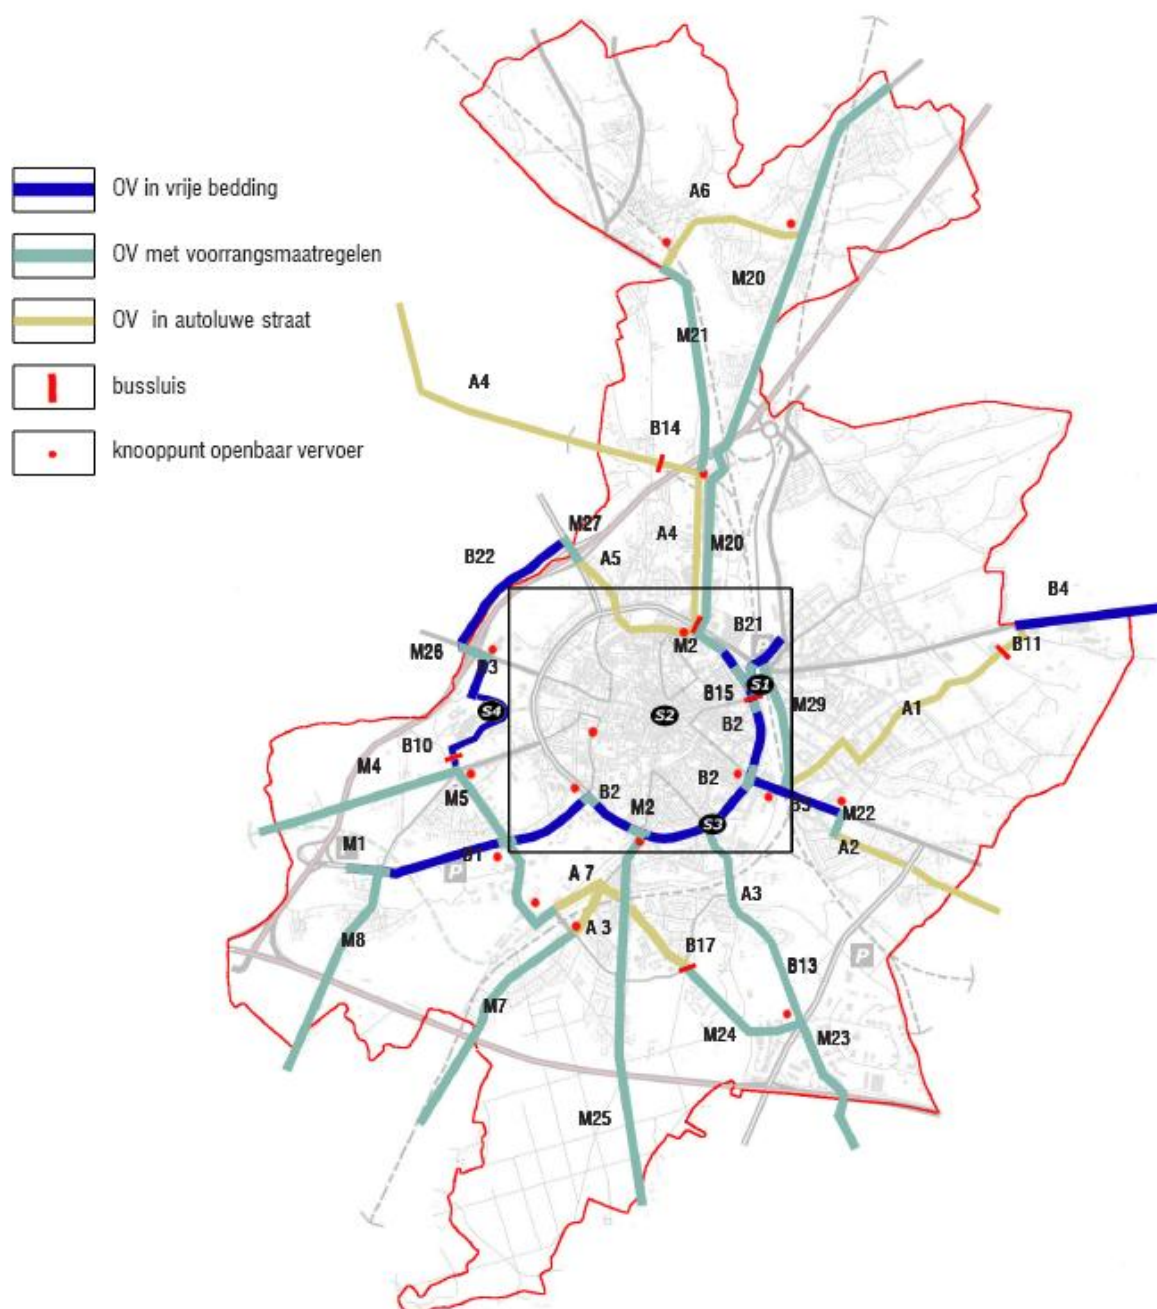 OV in vrije bedding
OV met voorrangsmaatregelen
OV in autoluwe straat
bussluis
knooppunt openbaar vervoer
A6
M20
M21
A4
B14
M27
A4
M20
B22
A5
B4
B21
M2
B11
M26
B3
B15
S1
S4
S2
M29
A1
B2
B10
M4
B2
M5
B2
B3
M22
M2
S3
M1
B1
A2
P
A 7
A3
M8
A 3
B17
B13
P
M7
M24
M23
M25